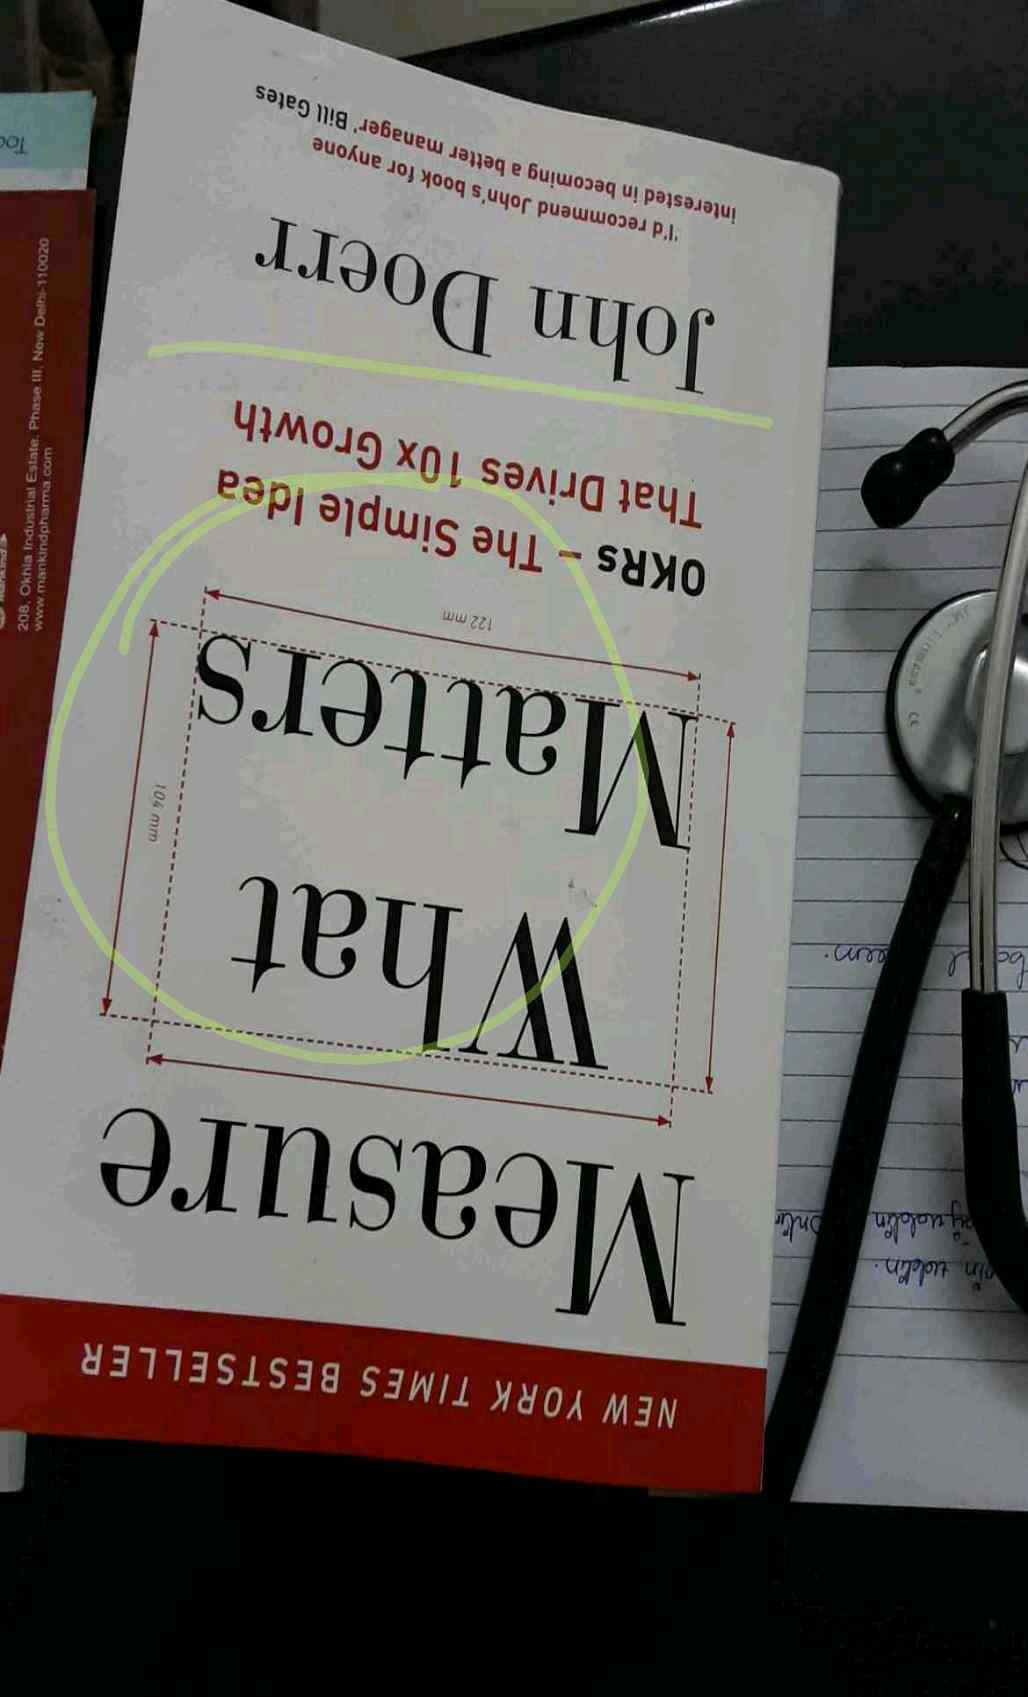 NEW YORK TIMES BESTSELLER
Measure
What
Matters
104 mm
122 mm
OKRs – The Simple Idea
That Drives 10x Growth
John Doerr
'I'd recommend John's book for anyone
interested in becoming a better manager' Bill Gates
208, Okhla Industrial Estate, Phase III, New Delhi-110020
www.mankindpharma.com